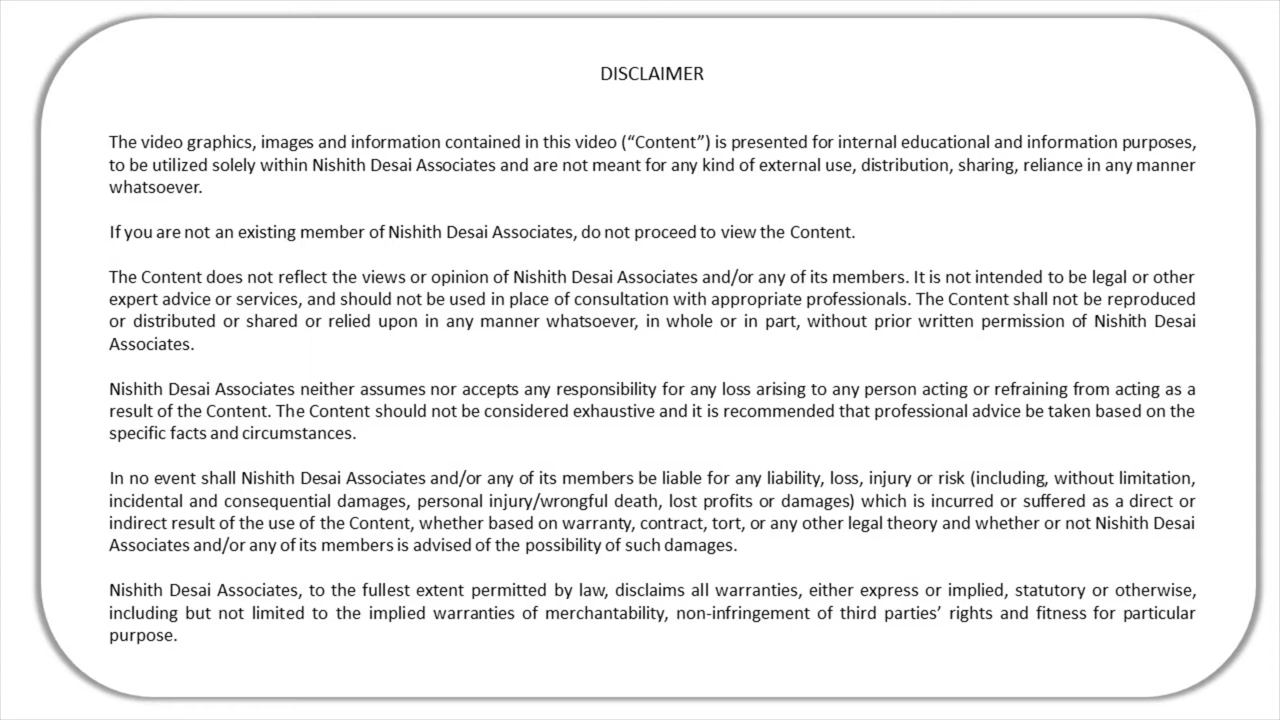 DISCLAIMER
The video graphics, images and information contained in this video (“Content”) is presented for internal educational and information purposes,
to be utilized solely within Nishith Desai Associates and are not meant for any kind of external use, distribution, sharing, reliance in any manner
whatsoever.
If you are not an existing member of Nishith Desai Associates, do not proceed to view the Content.
The Content does not reflect the views or opinion of Nishith Desai Associates and/or any of its members. It is not intended to be legal or other
expert advice or services, and should not be used in place of consultation with appropriate professionals. The Content shall not be reproduced
or distributed or shared or relied upon in any manner whatsoever, in whole or in part, without prior written permission of Nishith Desai
Associates.
Nishith Desai Associates neither assumes nor accepts any responsibility for any loss arising to any person acting or refraining from acting as a
result of the Content. The Content should not be considered exhaustive and it is recommended that professional advice be taken based on the
specific facts and circumstances.
In no event shall Nishith Desai Associates and/or any of its members be liable for any liability, loss, injury or risk (including, without limitation,
incidental and consequential damages, personal injury/wrongful death, lost profits or damages) which is incurred or suffered as a direct or
indirect result of the use of the Content, whether based on warranty, contract, tort, or any other legal theory and whether or not Nishith Desai
Associates and/or any of its members is advised of the possibility of such damages.
Nishith Desai Associates, to the fullest extent permitted by law, disclaims all warranties, either express or implied, statutory or otherwise,
including but not limited to the implied warranties of merchantability, non-infringement of third parties’ rights and fitness for particular
purpose.